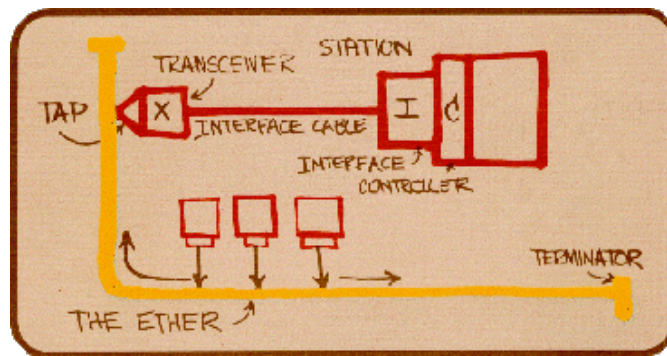 STATION
TRANSCEIVER
TAP
X
I
C
INTERFACE CABLE
INTERFACE
CONTROLLER
TERMINATOR
THE ETHER